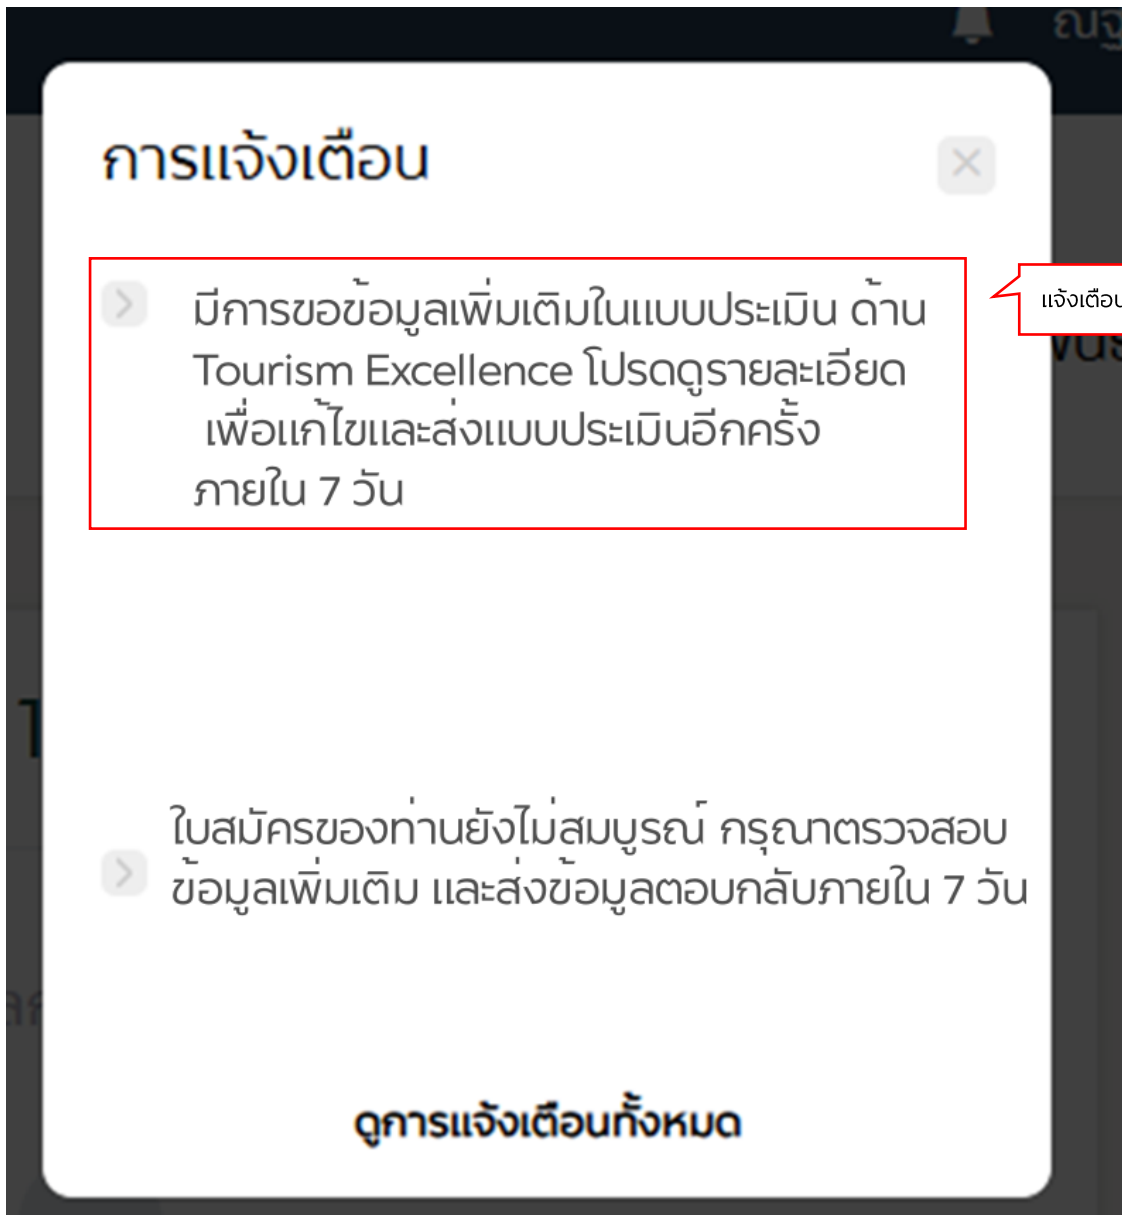 การแจ้งเตือน
มีการขอข้อมูลเพิ่มเติมในแบบประเมิน ด้าน
Tourism Excellence โปรดดูรายละเอียด
เพื่อแก้ไขและส่งแบบประเมินอีกครั้ง
ภายใน 7 วัน
แจ้งเตือน
ใบสมัครของท่านยังไม่สมบูรณ์ กรุณาตรวจสอบ
ข้อมูลเพิ่มเติม และส่งข้อมูลตอบกลับภายใน 7 วัน
ดูการแจ้งเตือนทั้งหมด